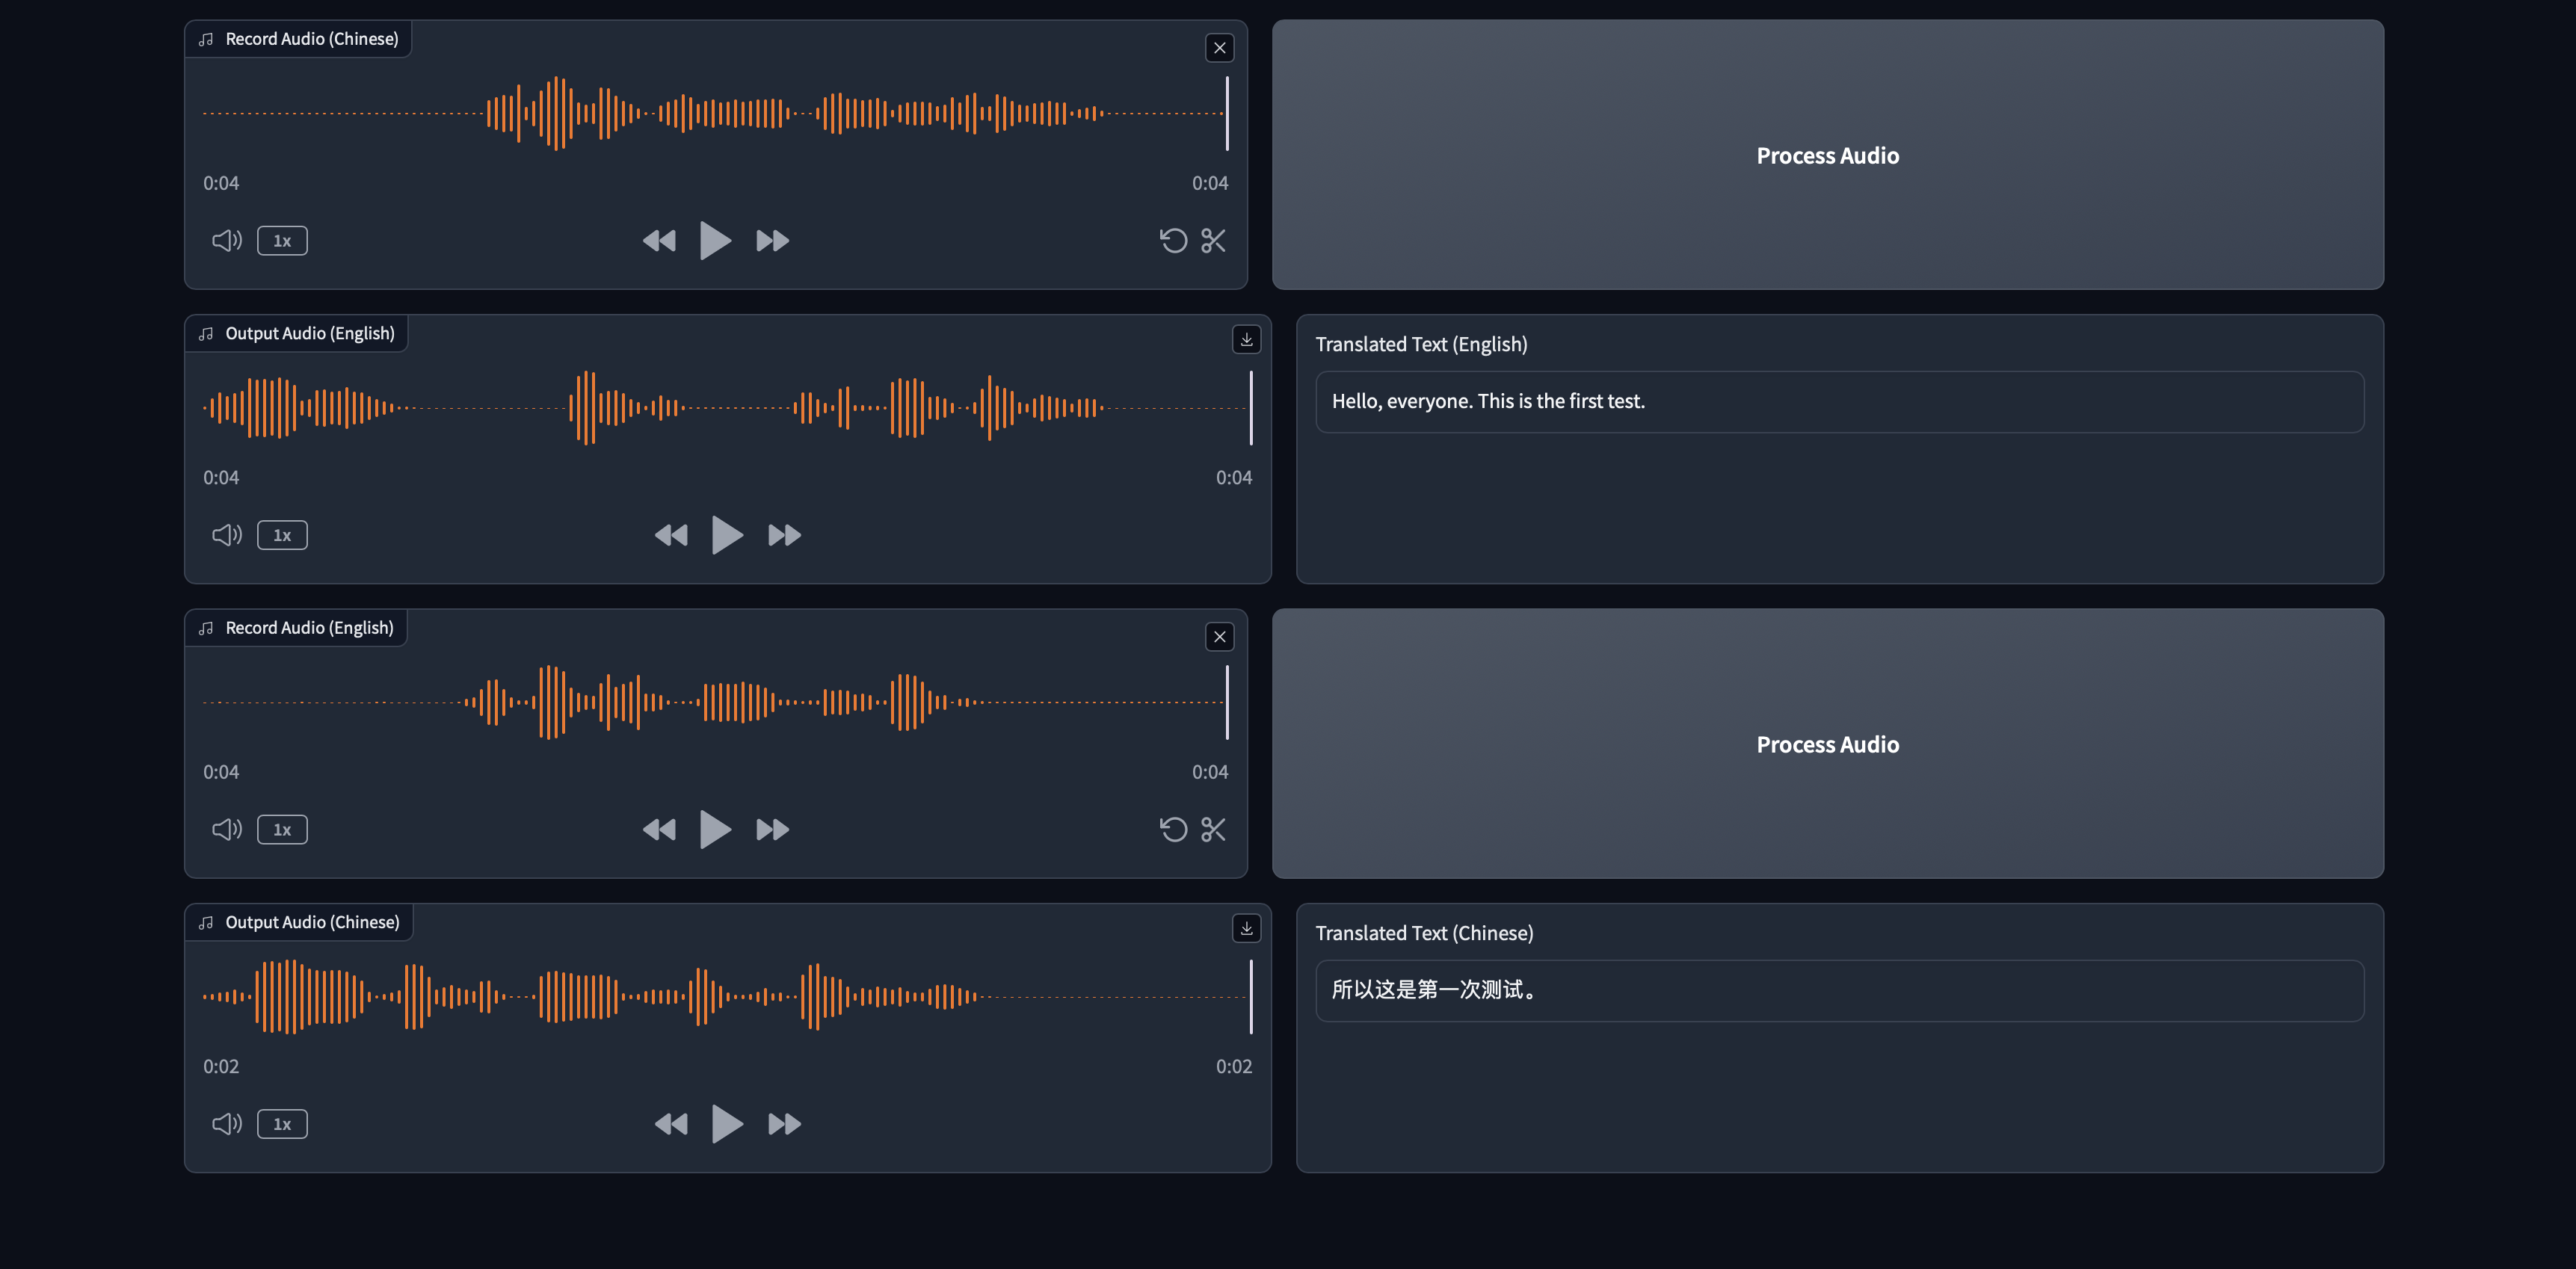 Record Audio (Chinese)
0:04
0:04
1x
Process Audio
Output Audio (English)
0:04
0:04
1x
Translated Text (English)
Hello, everyone. This is the first test.
Record Audio (English)
0:04
0:04
1x
Process Audio
Output Audio (Chinese)
0:02
0:02
1x
Translated Text (Chinese)
所以这是第一次测试。